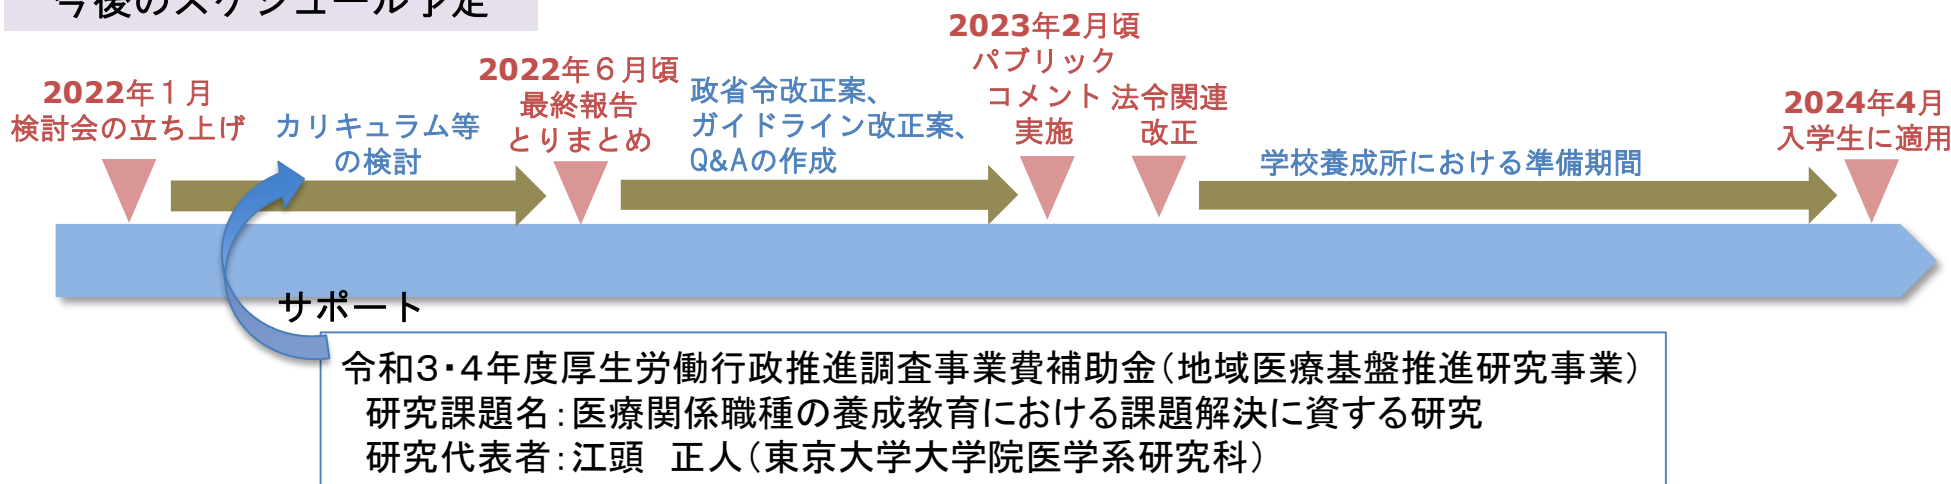 今後のスケジュール予定
2022年１月
検討会の立ち上げ
カリキュラム等
の検討
2022年６月頃
最終報告
とりまとめ
政省令改正案、
ガイドライン改正案、
Q&Aの作成
2023年2月頃
パブリック
コメント
実施
法令関連
改正
学校養成所における準備期間
2024年4月
入学生に適用
サポート
令和3・4年度厚生労働行政推進調査事業費補助金（地域医療基盤推進研究事業）
研究課題名：医療関係職種の養成教育における課題解決に資する研究
研究代表者：江頭　正人（東京大学大学院医学系研究科）